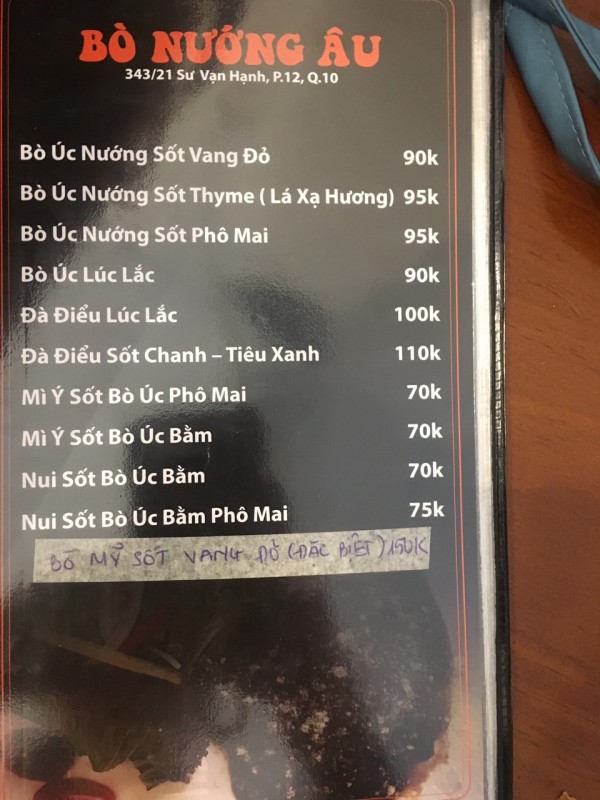 BÒ NƯỚNG ÂU
343/21 Sư Vạn Hạnh, P.12, Q.10
Bò Úc Nướng Sốt Vang Đỏ 90k
Bò Úc Nướng Sốt Thyme ( Lá Xạ Hương) 95k
Bò Úc Nướng Sốt Phô Mai 95k
Bò Úc Lúc Lắc 90k
Đà Điểu Lúc Lắc 100k
Đà Điểu Sốt Chanh – Tiêu Xanh 110k
Mì Ý Sốt Bò Úc Phô Mai 70k
Mì Ý Sốt Bò Úc Bằm 70k
Nui Sốt Bò Úc Bằm 70k
Nui Sốt Bò Úc Bằm Phô Mai 75k
BÒ MỸ SỐT VANG ĐỎ (ĐẶC BIỆT) 150K